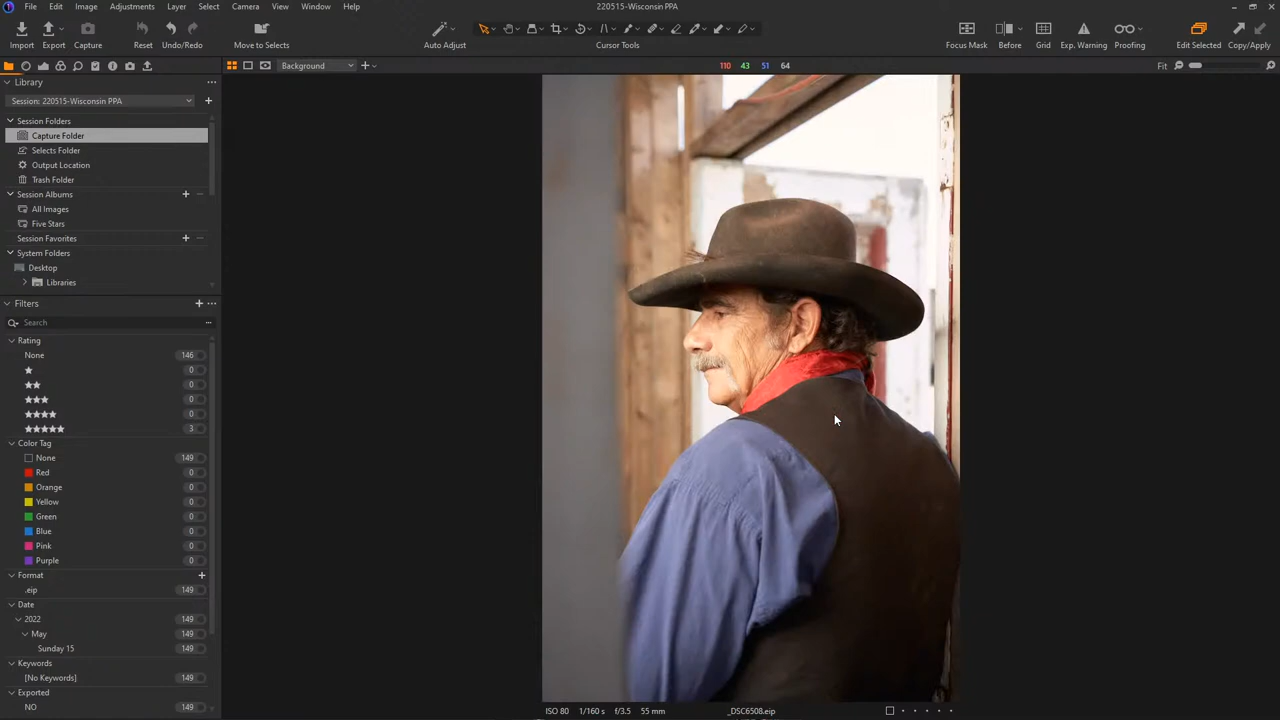 220515-Wisconsin PPA
File Edit Image Adjustments Layer Select Camera View Window Help
Import Export Capture Reset Undo/Redo Move to Selects Auto Adjust Cursor Tools Focus Mask Before Grid Exp. Warning Proofing Edit Selected Copy/Apply
Background 110 43 51 64 Fit
Library
Session: 220515-Wisconsin PPA
Session Folders
Capture Folder
Selects Folder
Output Location
Trash Folder
Session Albums
All Images
Five Stars
Session Favorites
System Folders
Desktop
Libraries
Filters
Search
Rating
None 146
0
0
0
0
3
Color Tag
None 149
Red 0
Orange 0
Yellow 0
Green 0
Blue 0
Pink 0
Purple 0
Format
.eip 149
Date
2022 149
May 149
Sunday 15 149
Keywords
[No Keywords] 149
Exported
NO 149
ISO 80 1/160 s f/3.5 55 mm _DSC6508.eip